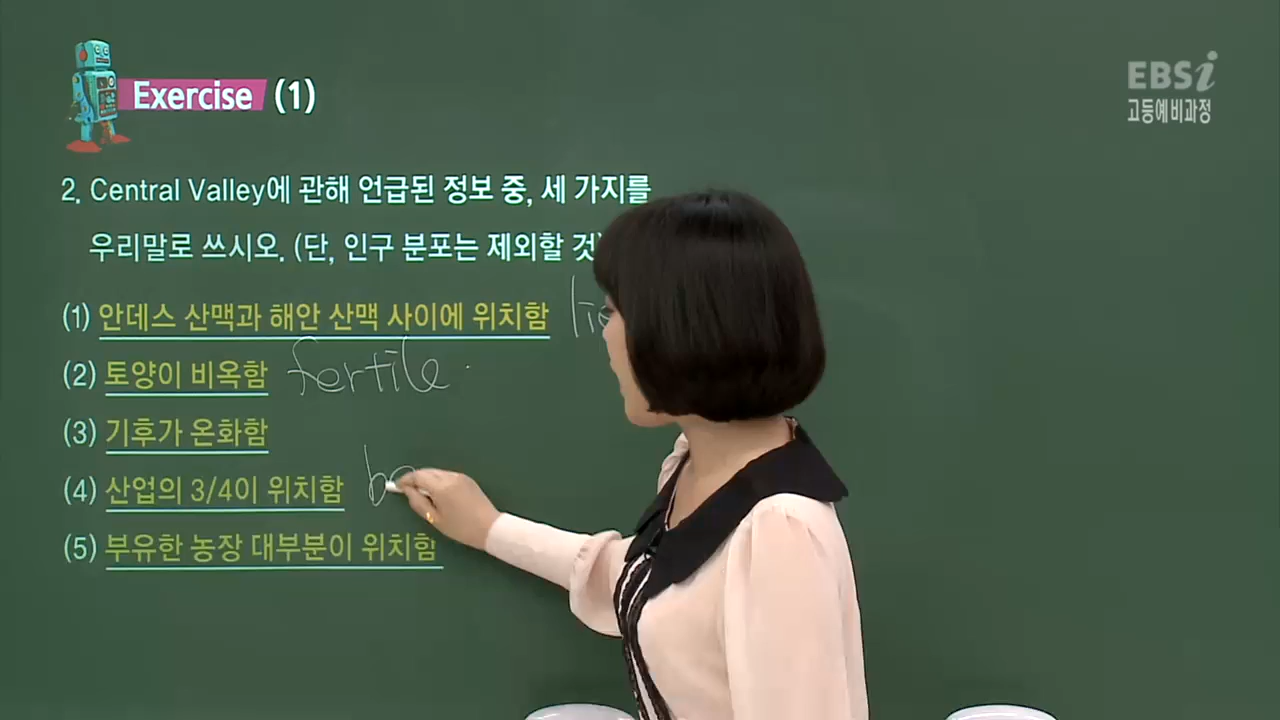 Exercise (1)
EBSi
고등예비과정
2. Central Valley에 관해 언급된 정보 중, 세 가지를
우리말로 쓰시오. (단, 인구 분포는 제외할 것)
(1) 안데스 산맥과 해안 산맥 사이에 위치함
(2) 토양이 비옥함 fertile
(3) 기후가 온화함
(4) 산업의 3/4이 위치함
(5) 부유한 농장 대부분이 위치함